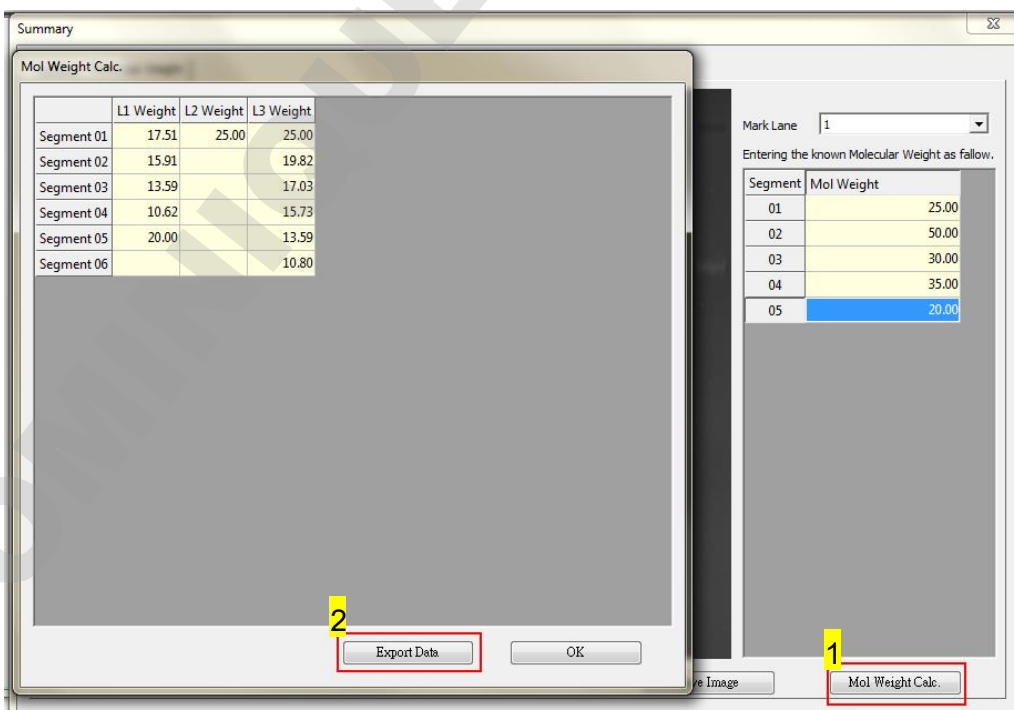 Summary
Mol Weight Calc.
L1 Weight L2 Weight L3 Weight
Segment 01 17.51 25.00 25.00
Segment 02 15.91 19.82
Segment 03 13.59 17.03
Segment 04 10.62 15.73
Segment 05 20.00 13.59
Segment 06 10.80
2
Export Data OK
Mark Lane 1
Entering the known Molecular Weight as fallow.
Segment Mol Weight
01 25.00
02 50.00
03 30.00
04 35.00
05 20.00
1
ve Image Mol Weight Calc.